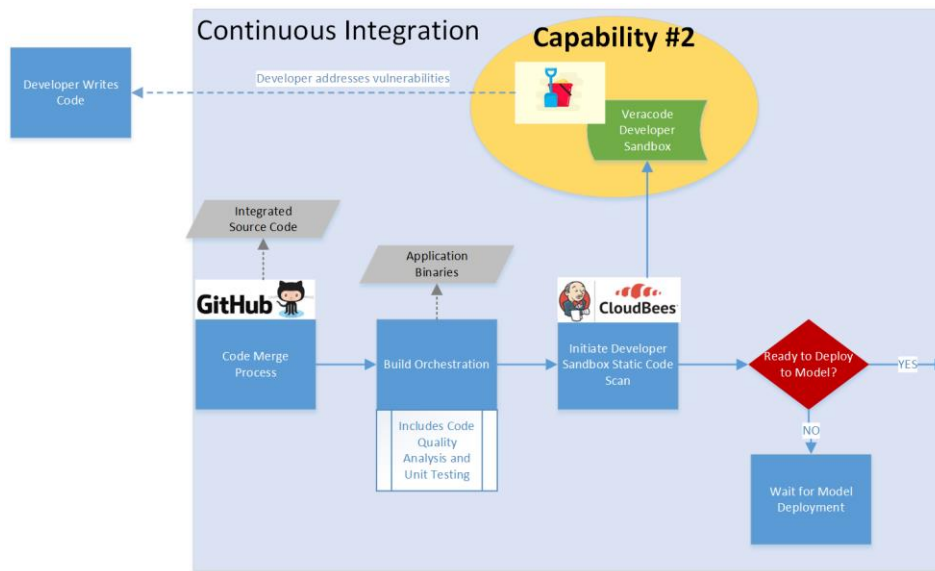 Continuous Integration
Capability #2
Developer Writes
Code
Developer addresses vulnerabilities
Veracode
Developer
Sandbox
Integrated
Source Code
Application
Binaries
GitHub
CloudBees
Code Merge
Process
Build Orchestration
Initiate Developer
Sandbox Static Code
Scan
Ready to Deploy
to Model?
YES
Includes Code
Quality
Analysis and
Unit Testing
NO
Wait for Model
Deployment